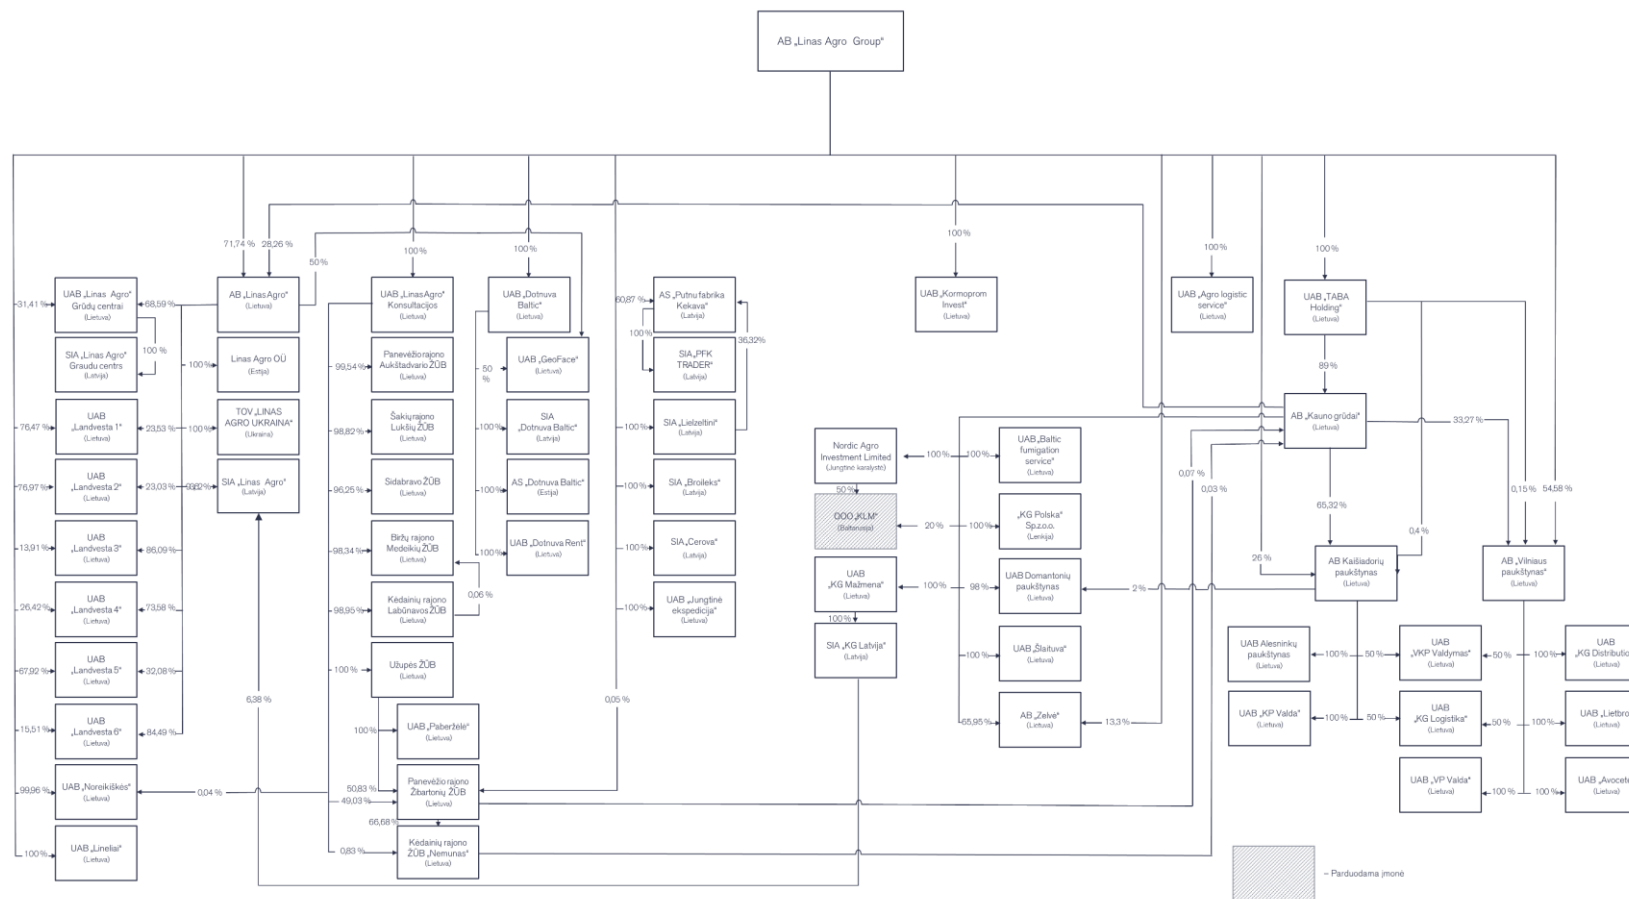 AB „Linas Agro Group“
71,74 %
28,26 %
50 %
100 %
100 %
100 %
100 %
100 %
31,41 %
UAB „Linas Agro“
Grūdų centrai
(Lietuva)
68,59 %
AB „Linas Agro“
(Lietuva)
UAB „Linas Agro“
Konsultacijos
(Lietuva)
UAB „Dotnuva
Baltic“
(Lietuva)
60,87 %
AS „Putnu fabrika
Kekava“
(Latvija)
UAB „Kormoprom
Invest“
(Lietuva)
UAB „Agro logistic
service“
(Lietuva)
UAB „TABA
Holding“
(Lietuva)
100 %
100 %
36,32%
SIA „Linas Agro“
Graudu centrs
(Latvija)
100 %
Linas Agro OÜ
(Estija)
99,54 %
Panevėžio rajono
Aukštadvario ŽŪB
(Lietuva)
50
%
UAB „GeoFace“
(Lietuva)
SIA „PFK
TRADER“
(Latvija)
89 %
76,47 %
UAB
„Landvesta 1“
(Lietuva)
23,53 %
100 %
TOV „LINAS
AGRO UKRAINA“
(Ukraina)
98,82 %
Šakių rajono
Lukšių ŽŪB
(Lietuva)
100 %
SIA
„Dotnuva Baltic“
(Latvija)
100 %
SIA „Lielzeltini“
(Latvija)
AB „Kauno grūdai“
(Lietuva)
33,27 %
Nordic Agro
Investment Limited
(Jungtinė karalystė)
100 %
100 %
UAB „Baltic
fumigation
service“
(Lietuva)
0,07 %
0,03 %
76,97 %
UAB
„Landvesta 2“
(Lietuva)
23,03 %
SIA „Linas Agro“
(Latvija)
96,25 %
Sidabravo ŽŪB
(Lietuva)
100 %
AS „Dotnuva Baltic“
(Estija)
100 %
SIA „Broileks“
(Latvija)
50 %
65,32 %
0,15 %
54,58 %
OOO „KLM“
(Baltarusija)
20 %
100 %
„KG Polska“
Sp.z.o.o.
(Lenkija)
0,4 %
13,91 %
UAB
„Landvesta 3“
(Lietuva)
86,09 %
98,34 %
Biržų rajono
Medeikių ŽŪB
(Lietuva)
100 %
UAB „Dotnuva Rent“
(Lietuva)
100 %
SIA „Cerova“
(Latvija)
26 %
AB Kaišiadorių
paukštynas
(Lietuva)
AB „Vilniaus
paukštynas“
(Lietuva)
UAB
„KG Mažmena“
(Lietuva)
100 %
98 %
UAB Domantonių
paukštynas
(Lietuva)
2 %
0,06 %
26,42 %
UAB
„Landvesta 4“
(Lietuva)
73,58 %
98,95 %
Kėdainių rajono
Labūnavos ŽŪB
(Lietuva)
100 %
UAB „Jungtinė
ekspedicija“
(Lietuva)
100 %
SIA „KG Latvija“
(Latvija)
100 %
UAB „Šlaituva“
(Lietuva)
UAB Alesninkų
paukštynas
(Lietuva)
100 %
50 %
UAB
„VKP Valdymas“
(Lietuva)
50 %
100 %
UAB
„KG Distributio
(Lietuva)
67,92 %
UAB
„Landvesta 5“
(Lietuva)
32,08 %
6,38 %
100 %
Užupės ŽŪB
(Lietuva)
0,05 %
15,51 %
UAB
„Landvesta 6“
(Lietuva)
84,49 %
100 %
UAB „Paberžėlė“
(Lietuva)
65,95 %
AB „Zelvė“
(Lietuva)
13,3 %
UAB „KP Valda“
(Lietuva)
100 %
50 %
UAB
„KG Logistika“
(Lietuva)
50 %
100 %
UAB „Lietbro
(Lietuva)
99,96 %
UAB „Noreikiškės“
(Lietuva)
0,04 %
50,83 %
49,03 %
Panevėžio rajono
Žibartonių ŽŪB
(Lietuva)
UAB „VP Valda“
(Lietuva)
100 %
100 %
UAB „Avocete
(Lietuva)
66,68 %
100 %
UAB „Lineliai“
(Lietuva)
0,83 %
Kėdainių rajono
ŽŪB „Nemunas“
(Lietuva)
– Parduodama įmonė